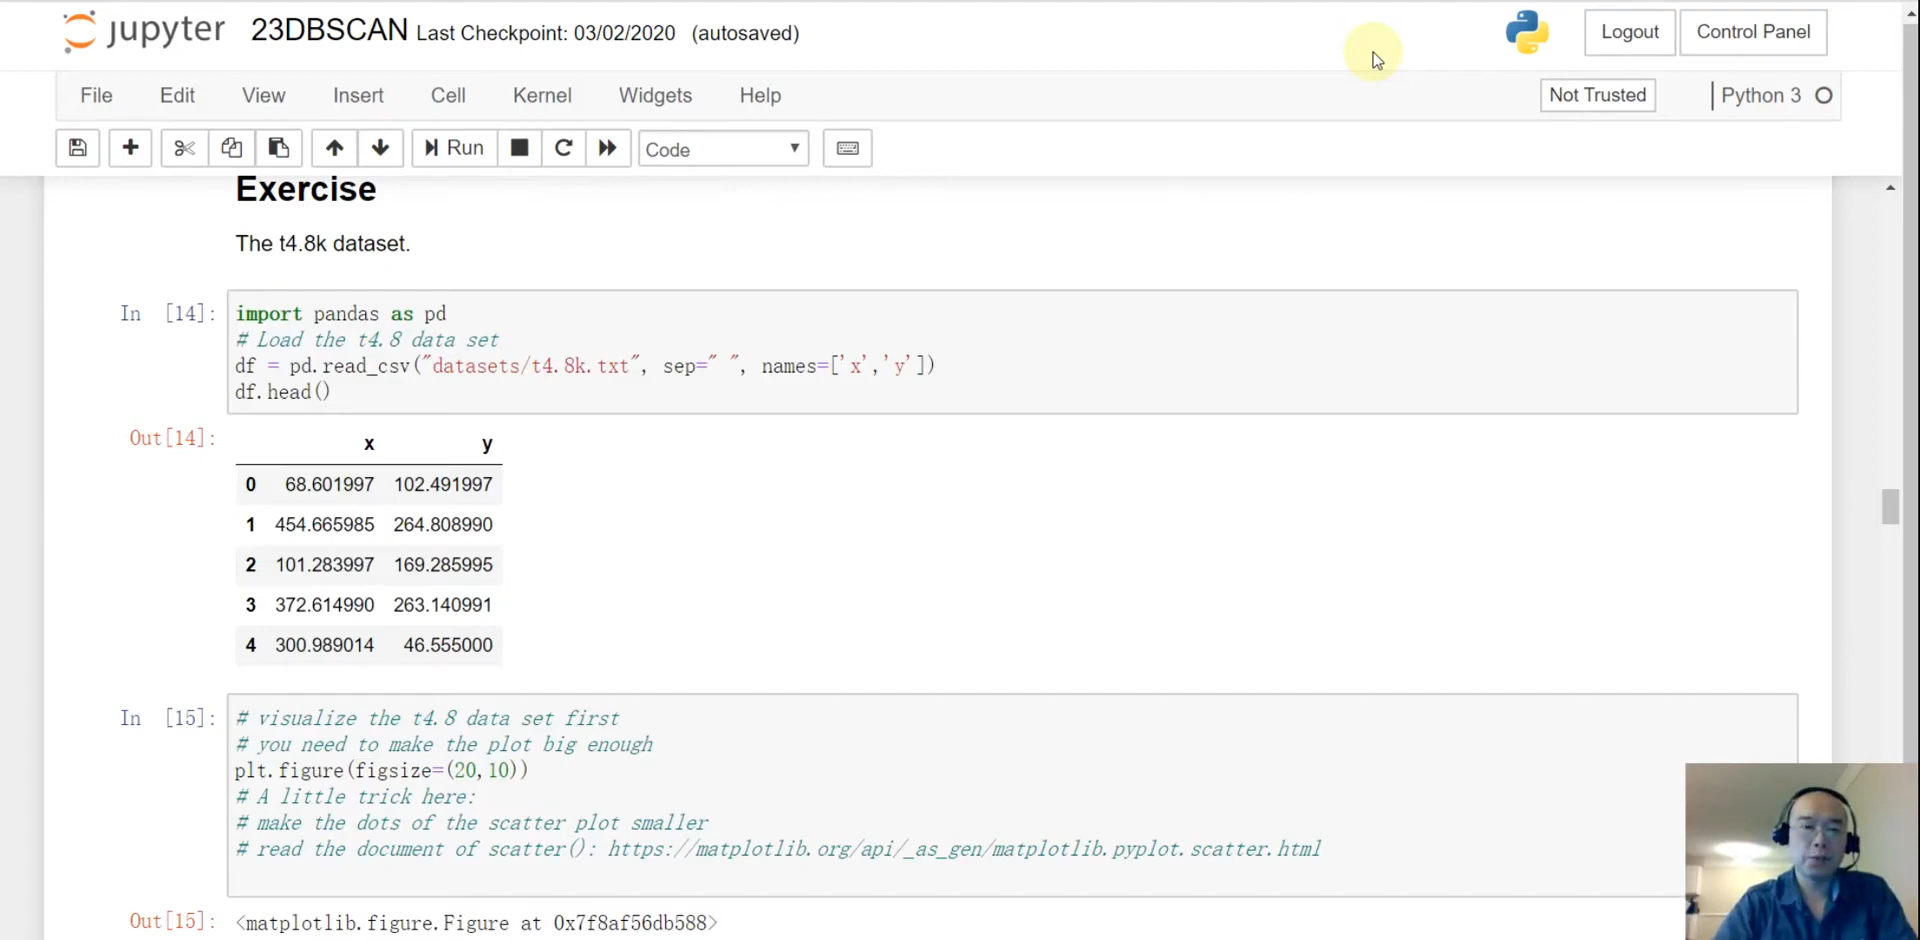 jupyter 23DBSCAN Last Checkpoint: 03/02/2020 (autosaved) Logout Control Panel
File Edit View Insert Cell Kernel Widgets Help Not Trusted Python 3
Run Code
Exercise
The t4.8k dataset.
In [14]: import pandas as pd
# Load the t4.8 data set
df = pd.read_csv("datasets/t4.8k.txt", sep=" ", names=['x','y'])
df.head()
Out[14]: x y
0 68.601997 102.491997
1 454.665985 264.808990
2 101.283997 169.285995
3 372.614990 263.140991
4 300.989014 46.555000
In [15]: # visualize the t4.8 data set first
# you need to make the plot big enough
plt.figure(figsize=(20,10))
# A little trick here:
# make the dots of the scatter plot smaller
# read the document of scatter(): https://matplotlib.org/api/_as_gen/matplotlib.pyplot.scatter.html
Out[15]: <matplotlib.figure.Figure at 0x7f8af56db588>